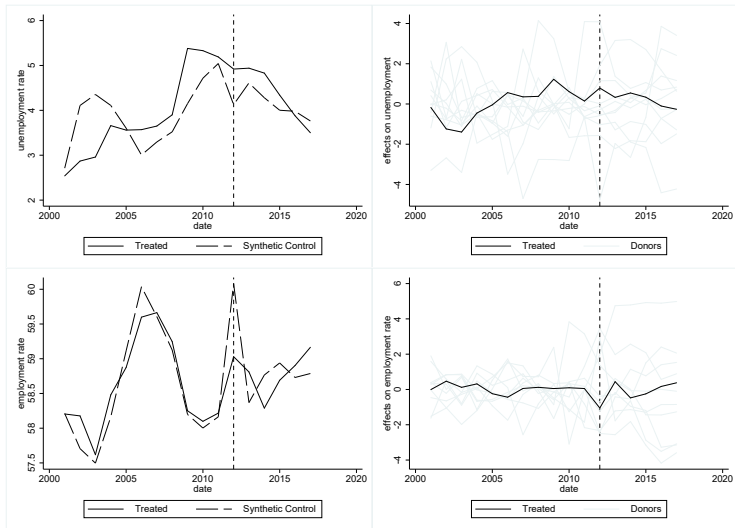 unemployment rate
6
5
4
3
2
2000 2005 2010 2015 2020
date
Treated Synthetic Control
effects on unemployment
4
2
0
-2
-4
2000 2005 2010 2015 2020
date
Treated Donors
employment rate
60
59.5
59
58.5
58
57.5
2000 2005 2010 2015 2020
date
Treated Synthetic Control
effects on employment rate
6
4
2
0
-2
-4
2000 2005 2010 2015 2020
date
Treated Donors